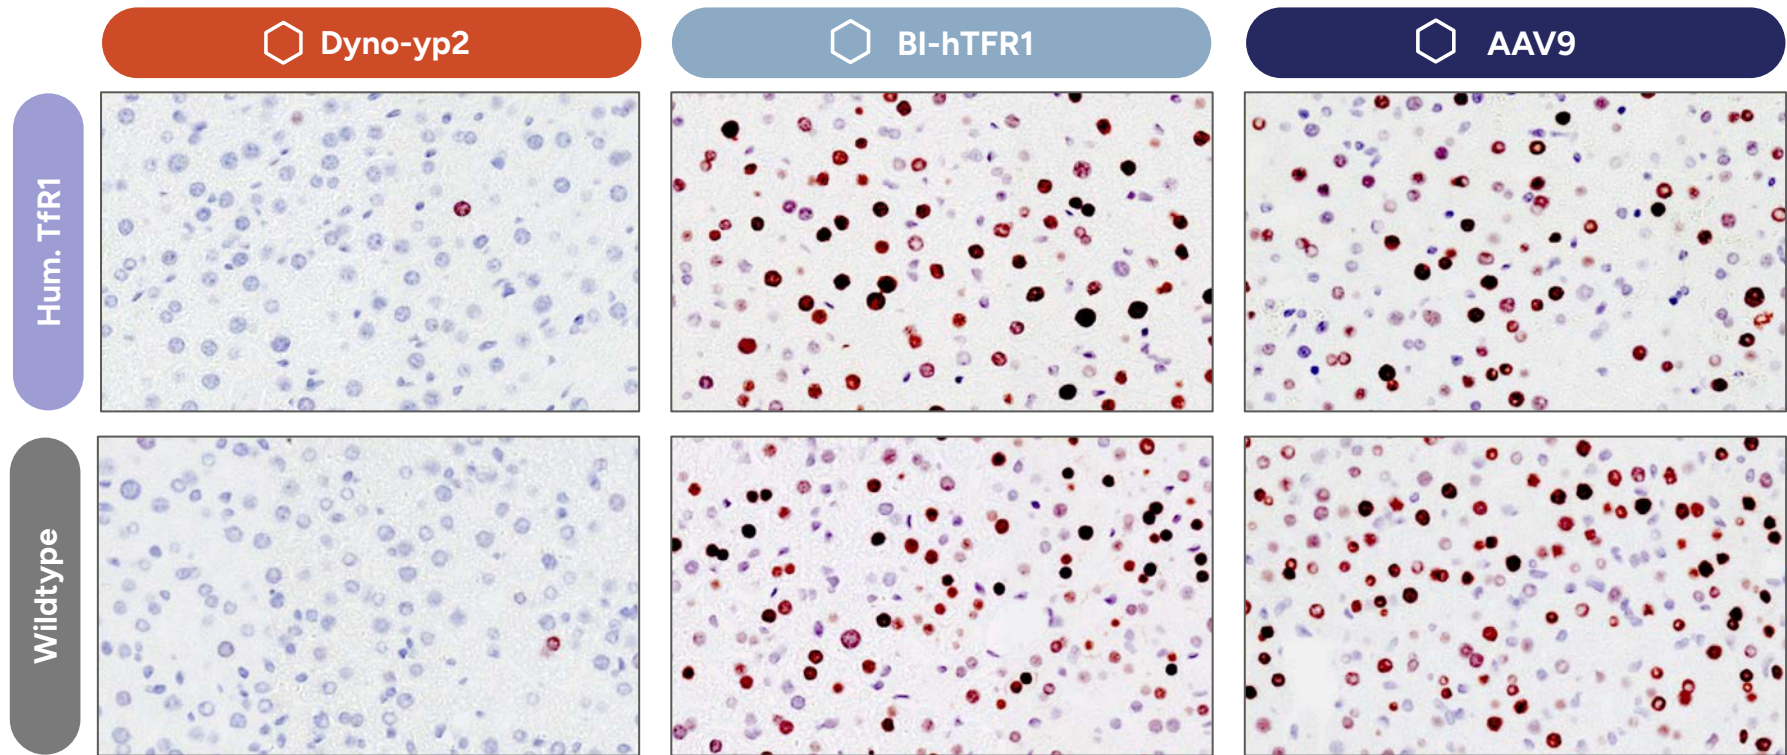 Dyno-yp2
BI-hTFR1
AAV9
Hum. TfR1
Wildtype